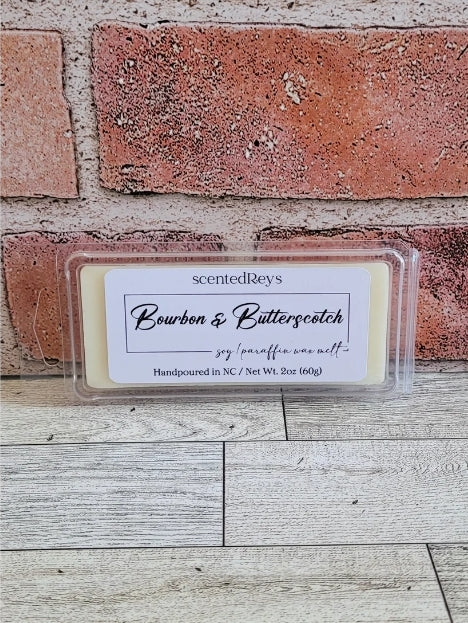 scentedReys
Bourbon & Butterscotch
soy | paraffin wax melt
Handpoured in NC / Net Wt. 2oz (60g)